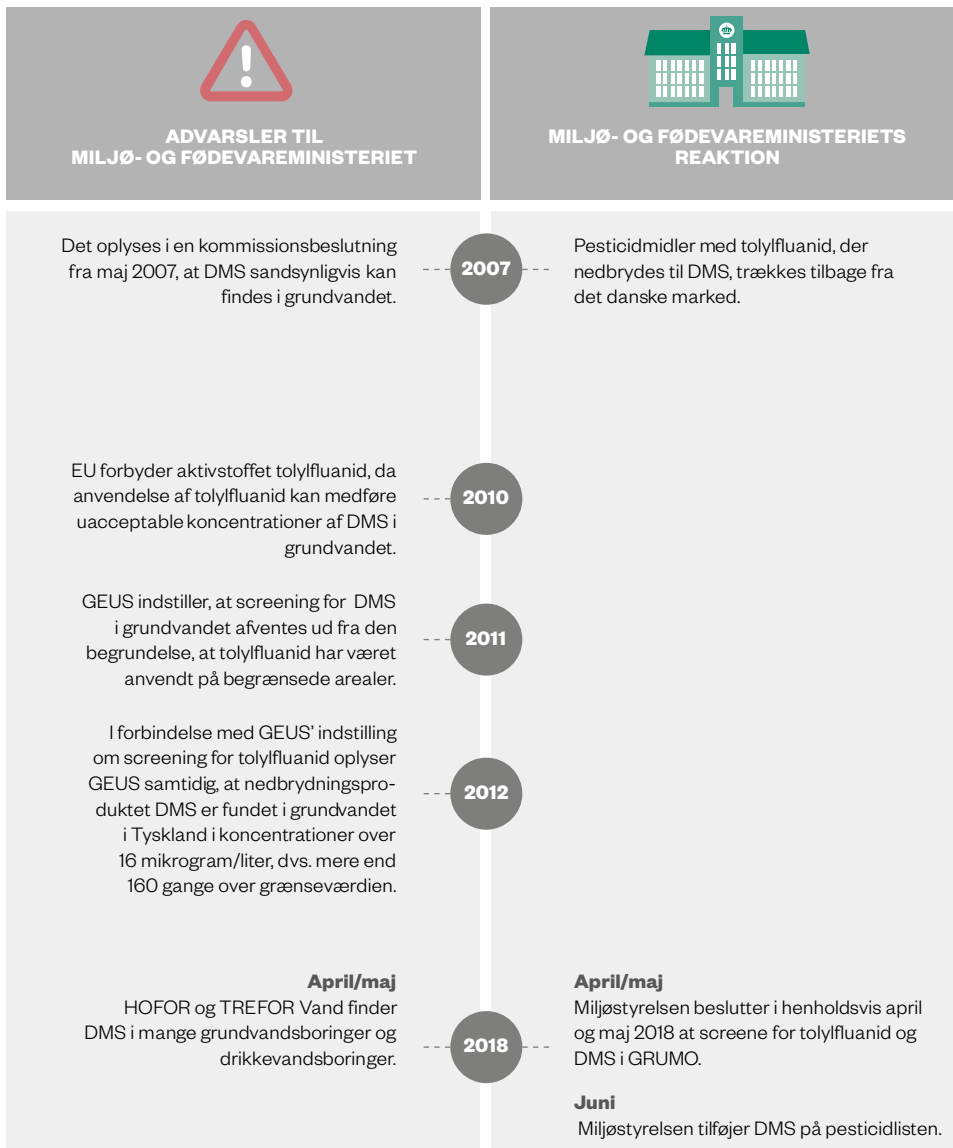 ADVARSLER TIL
MILJØ- OG FØDEVAREMINISTERIET
MILJØ- OG FØDEVAREMINISTERIETS
REAKTION
Det oplyses i en kommissionsbeslutning
fra maj 2007, at DMS sandsynligvis kan
findes i grundvandet.
2007
Pesticidmidler med tolylfluanid, der
nedbrydes til DMS, trækkes tilbage fra
det danske marked.
EU forbyder aktivstoffet tolylfluanid, da
anvendelse af tolylfluanid kan medføre
uacceptable koncentrationer af DMS i
grundvandet.
2010
GEUS indstiller, at screening for DMS
i grundvandet afventes ud fra den
begrundelse, at tolylfluanid har været
anvendt på begrænsede arealer.
2011
I forbindelse med GEUS’ indstilling
om screening for tolylfluanid oplyser
GEUS samtidig, at nedbrydningspro-
duktet DMS er fundet i grundvandet
i Tyskland i koncentrationer over
16 mikrogram/liter, dvs. mere end
160 gange over grænseværdien.
2012
April/maj
HOFOR og TREFOR Vand finder
DMS i mange grundvandsboringer og
drikkevandsboringer.
2018
April/maj
Miljøstyrelsen beslutter i henholdsvis april
og maj 2018 at screene for tolylfluanid og
DMS i GRUMO.
Juni
Miljøstyrelsen tilføjer DMS på pesticidlisten.